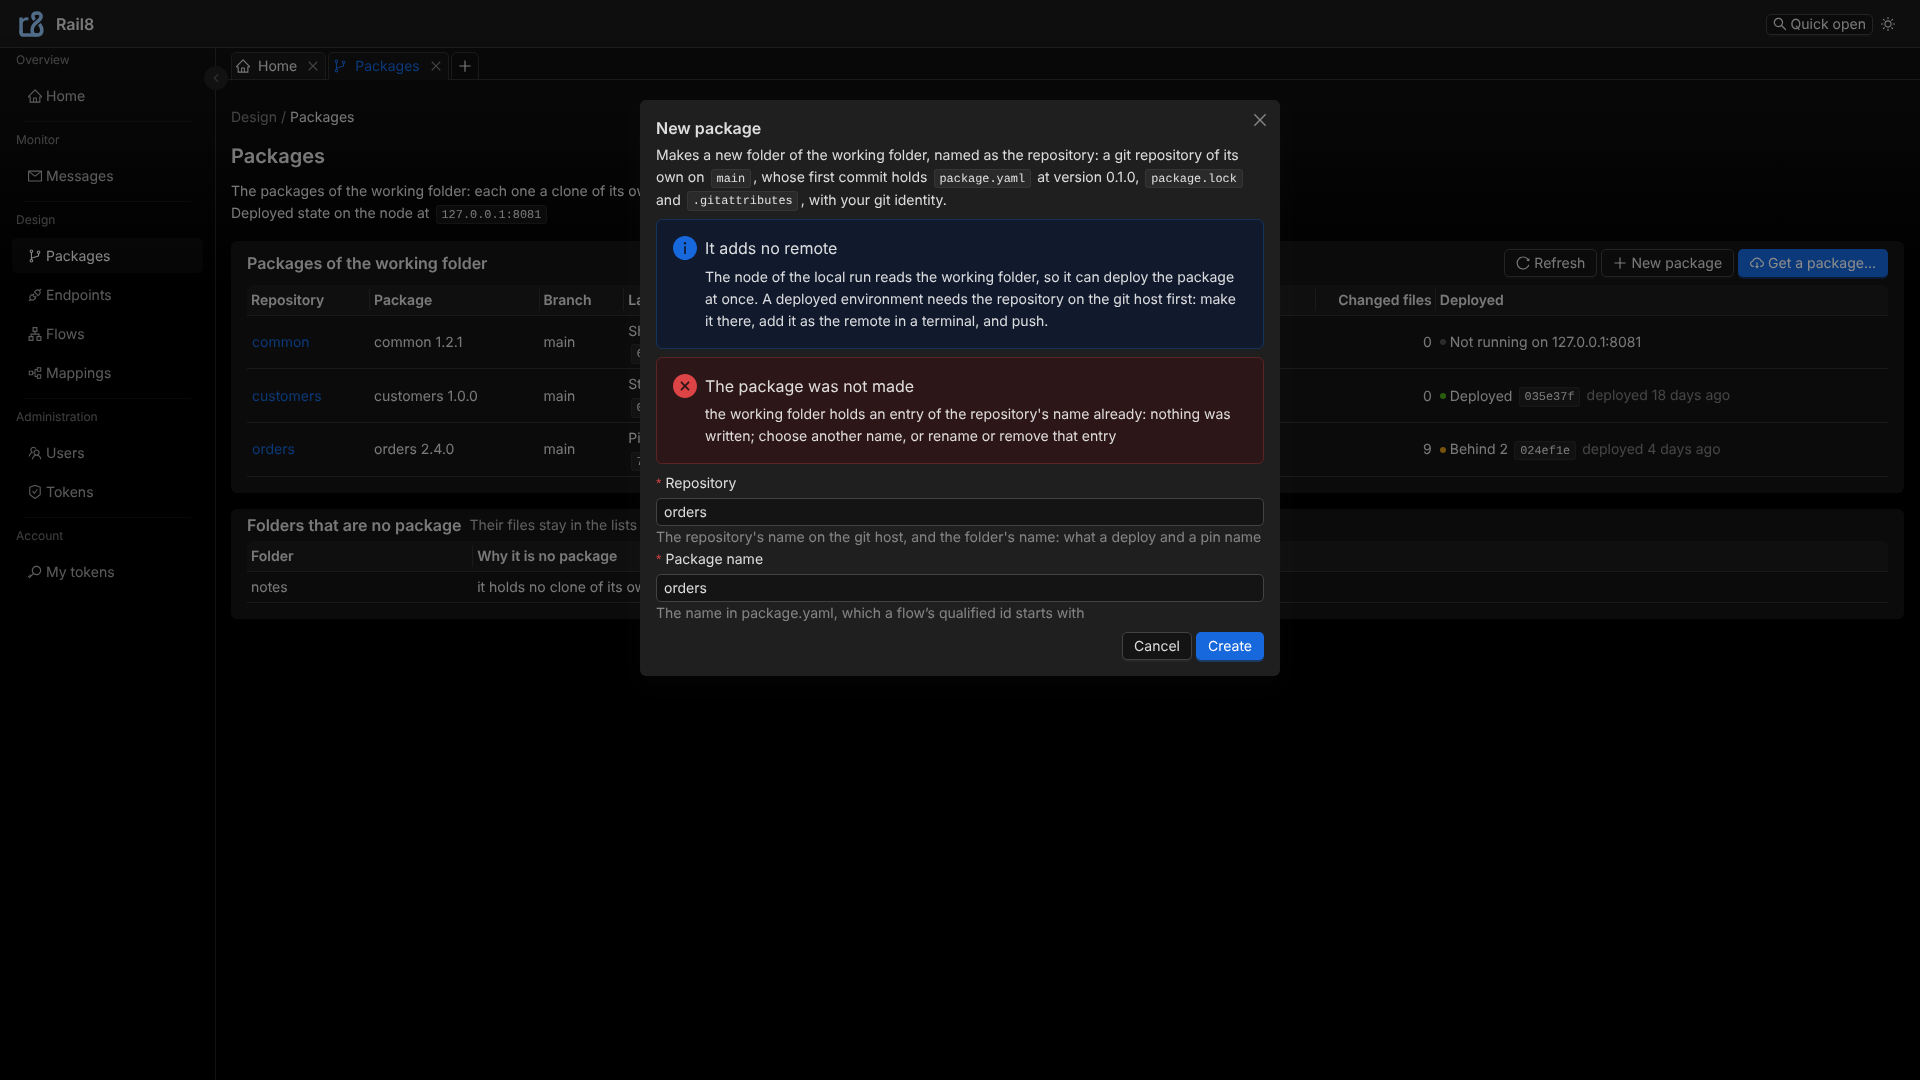 Rail8
Quick open
Overview
Home
Monitor
Messages
Design
Packages
Endpoints
Flows
Mappings
Administration
Users
Tokens
Account
My tokens
Home
Packages
Design / Packages
Packages
The packages of the working folder: each one a clone of its
Deployed state on the node at 127.0.0.1:8081
Packages of the working folder
Refresh
New package
Get a package...
Repository Package Branch Changed files Deployed
common common 1.2.1 main 0 Not running on 127.0.0.1:8081
customers customers 1.0.0 main 0 Deployed 035e37f deployed 18 days ago
orders orders 2.4.0 main 9 Behind 2 024ef1e deployed 4 days ago
Folders that are no package Their files stay in the lists
Folder Why it is no package
notes it holds no clone of its
New package
Makes a new folder of the working folder, named as the repository: a git repository of its
own on main, whose first commit holds package.yaml at version 0.1.0, package.lock
and .gitattributes, with your git identity.
It adds no remote
The node of the local run reads the working folder, so it can deploy the package
at once. A deployed environment needs the repository on the git host first: make
it there, add it as the remote in a terminal, and push.
The package was not made
the working folder holds an entry of the repository's name already: nothing was
written; choose another name, or rename or remove that entry
* Repository
orders
The repository's name on the git host, and the folder's name: what a deploy and a pin name
* Package name
orders
The name in package.yaml, which a flow’s qualified id starts with
Cancel
Create